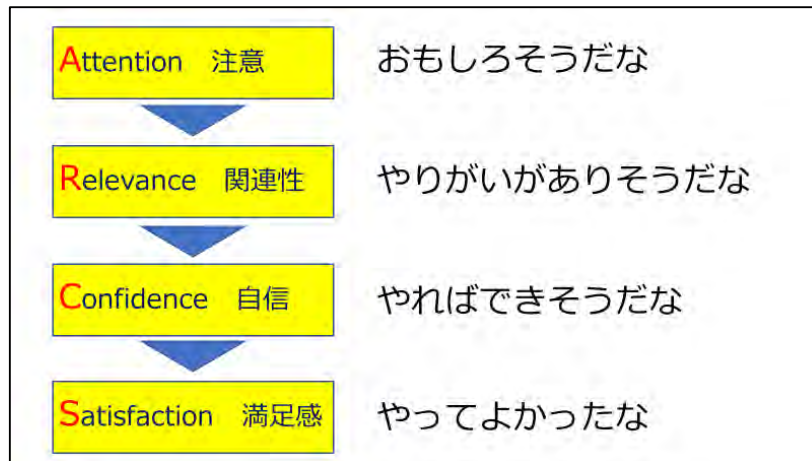 Attention 注意 おもしろそうだな
Relevance 関連性 やりがいがありそうだな
Confidence 自信 やればできそうだな
Satisfaction 満足感 やってよかったな